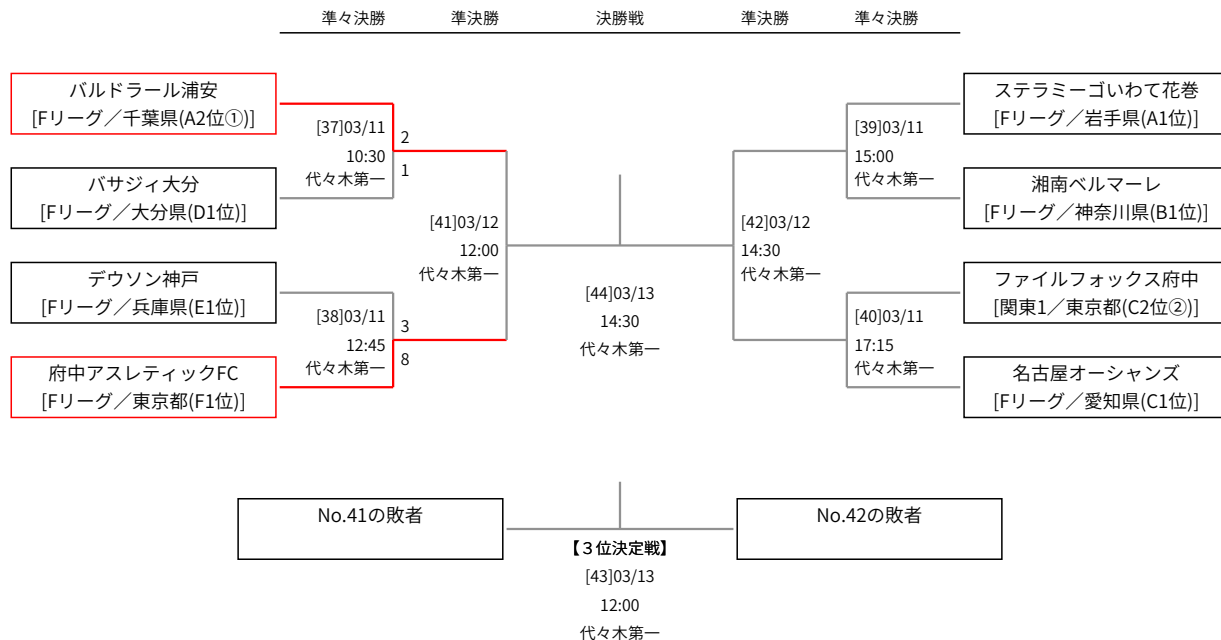 準々決勝 準決勝 決勝戦 準決勝 準々決勝
バルドラール浦安
[Fリーグ／千葉県(A2位①)]
[37]03/11
10:30
代々木第一
2
1
バサジィ大分
[Fリーグ／大分県(D1位)]
[41]03/12
12:00
代々木第一
デウソン神戸
[Fリーグ／兵庫県(E1位)]
[38]03/11
12:45
代々木第一
3
8
府中アスレティックFC
[Fリーグ／東京都(F1位)]
[44]03/13
14:30
代々木第一
ステラミーゴいわて花巻
[Fリーグ／岩手県(A1位)]
[39]03/11
15:00
代々木第一
湘南ベルマーレ
[Fリーグ／神奈川県(B1位)]
[42]03/12
14:30
代々木第一
ファイルフォックス府中
[関東1／東京都(C2位②)]
[40]03/11
17:15
代々木第一
名古屋オーシャンズ
[Fリーグ／愛知県(C1位)]
No.41の敗者
No.42の敗者
【３位決定戦】
[43]03/13
12:00
代々木第一